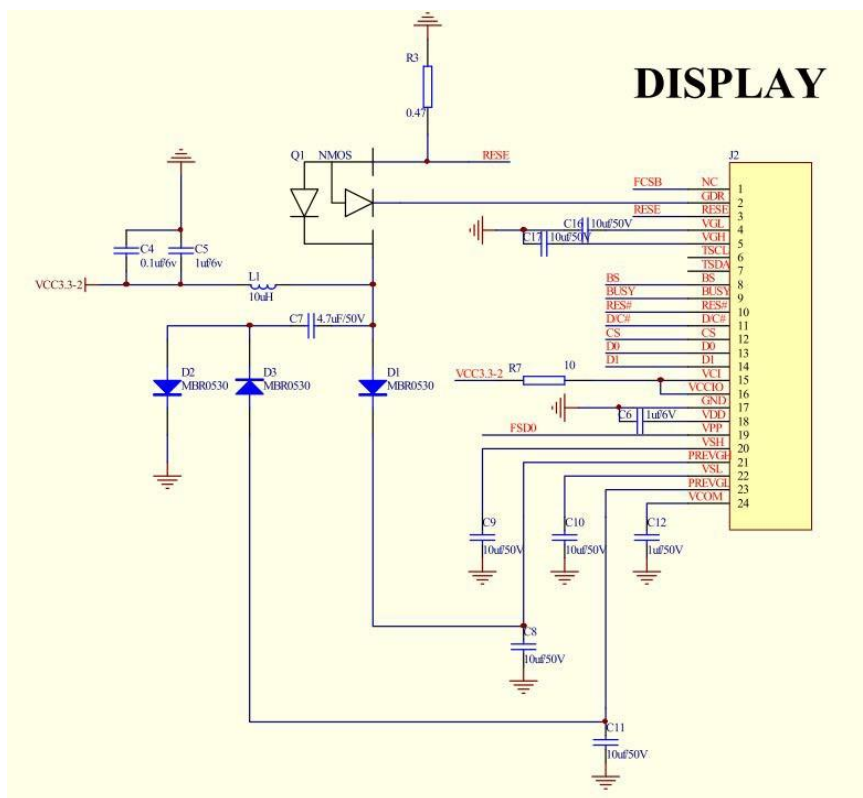 DISPLAY
R3
0.47
Q1 NMOS
RESE
J2
FCSB NC 1
GDR 2
RESE RESE 3
C16 10uf/50V VGL 4
C17 10uf/50V VGH 5
TSCL 6
TSDA 7
BS BS 8
BUSY BUSY 9
RES# RES# 10
D/C# D/C# 11
CS CS 12
D0 D0 13
D1 D1 14
VCC3.3-2 R7 10 VCI 15
VCCIO 16
GND 17
C6 1uf/6V VDD 18
FSD0 VPP 19
VSH 20
PREVGH 21
VSL 22
PREVGL 23
VCOM 24
C4
0.1uf/6v
C5
1uf/6v
VCC3.3-2
L1
10uH
C7 4.7uF/50V
D2
MBR0530
D3
MBR0530
D1
MBR0530
C9
10uf/50V
C10
10uf/50V
C12
1uf/50V
C8
10uf/50V
C11
10uf/50V